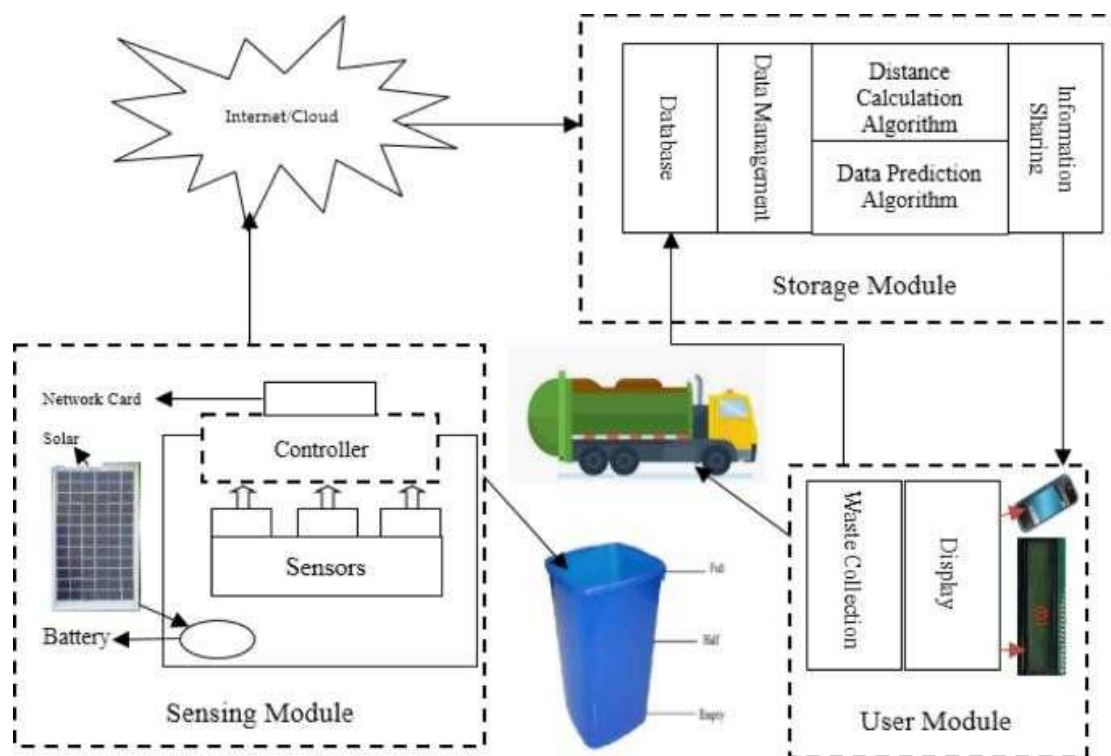 Internet/Cloud
Database
Data Management
Distance
Calculation
Algorithm
Data Prediction
Algorithm
Information
Sharing
Storage Module
Network Card
Solar
Controller
Sensors
Battery
Sensing Module
Full
Half
Empty
Waste Collection
Display
User Module